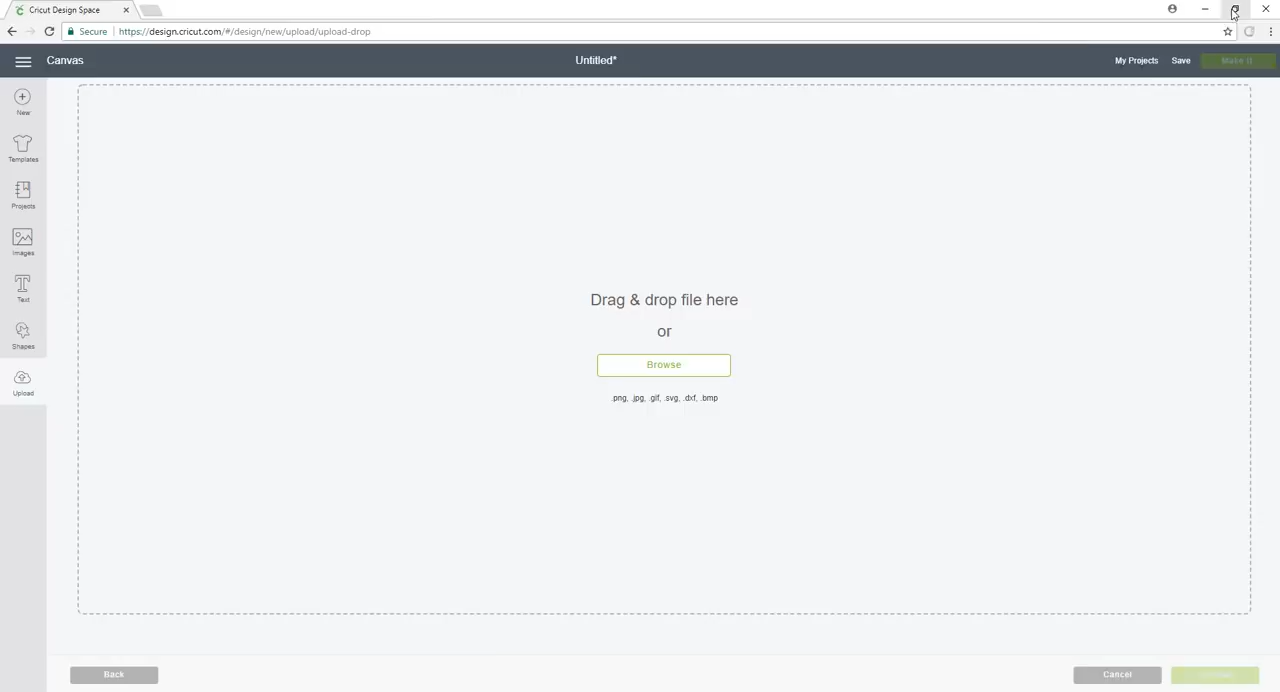 Cricut Design Space
Secure https://design.cricut.com/#/design/new/upload/upload-drop
Canvas Untitled* My Projects Save Make It
New
Templates
Projects
Images
Text
Shapes
Upload
Drag & drop file here
or
Browse
.png, .jpg, .gif, .svg, .dxf, .bmp
Back Cancel